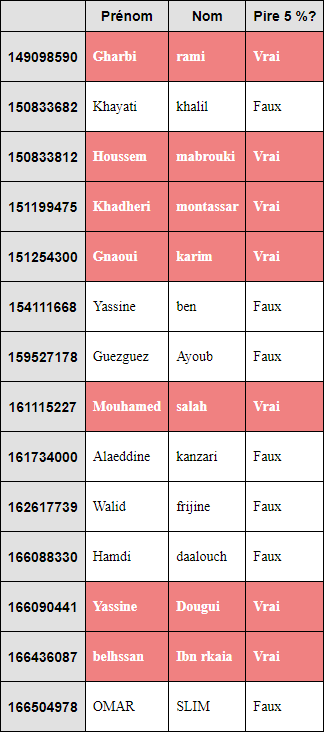 Prénom Nom Pire 5 %?
149098590 Gharbi rami Vrai
150833682 Khayati khalil Faux
150833812 Houssem mabrouki Vrai
151199475 Khadheri montassar Vrai
151254300 Gnaoui karim Vrai
154111668 Yassine ben Faux
159527178 Guezguez Ayoub Faux
161115227 Mouhamed salah Vrai
161734000 Alaeddine kanzari Faux
162617739 Walid frijine Faux
166088330 Hamdi daalouch Faux
166090441 Yassine Dougui Vrai
166436087 belhssan Ibn rkaia Vrai
166504978 OMAR SLIM Faux